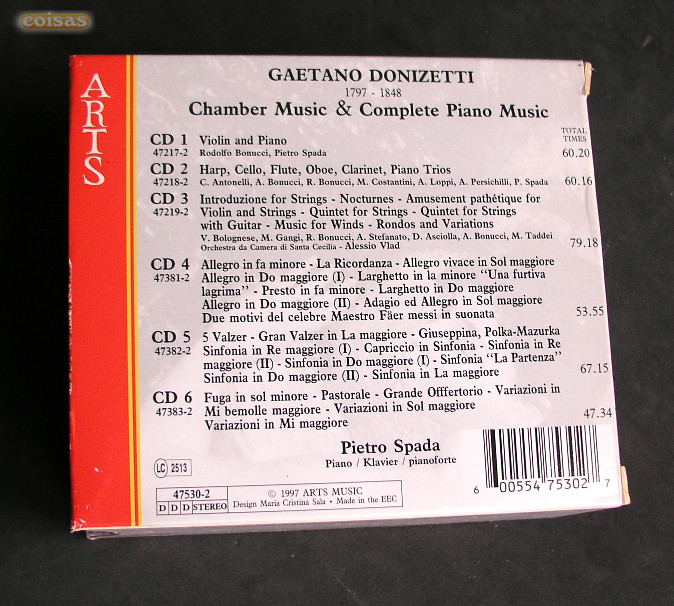 coisas
ARTS
GAETANO DONIZETTI
1797 - 1848
Chamber Music & Complete Piano Music
TOTAL
TIMES
CD 1 Violin and Piano
47217-2 Rodolfo Bonucci, Pietro Spada 60.20
CD 2 Harp, Cello, Flute, Oboe, Clarinet, Piano Trios
47218-2 C. Antonelli, A. Bonucci, R. Bonucci, M. Costantini, A. Loppi, A. Persichilli, P. Spada 60.16
CD 3 Introduzione for Strings - Nocturnes - Amusement pathétique for
47219-2 Violin and Strings - Quintet for Strings - Quintet for Strings
with Guitar - Music for Winds - Rondos and Variations
V. Bolognese, M. Gangi, R. Bonucci, A. Stefanato, D. Asciolla, A. Bonucci, M. Taddei
Orchestra da Camera di Santa Cecilia - Alessio Vlad 79.18
CD 4 Allegro in fa minore - La Ricordanza - Allegro vivace in Sol maggiore
47381-2 Allegro in Do maggiore (I) - Larghetto in la minore "Una furtiva
lagrima" - Presto in fa minore - Larghetto in Do maggiore
Allegro in Do maggiore (II) - Adagio ed Allegro in Sol maggiore
Due motivi del celebre Maestro Fäer messi in suonata 53.55
CD 5 5 Valzer - Gran Valzer in La maggiore - Giuseppina, Polka-Mazurka
47382-2 Sinfonia in Re maggiore (I) - Capriccio in Sinfonia - Sinfonia in Re
maggiore (II) - Sinfonia in Do maggiore (I) - Sinfonia "La Partenza"
Sinfonia in Do maggiore (II) - Sinfonia in La maggiore 67.15
CD 6 Fuga in sol minore - Pastorale - Grande Offfertorio - Variazioni in
47383-2 Mi bemolle maggiore - Variazioni in Sol maggiore
Variazioni in Mi maggiore 47.34
Pietro Spada
Piano / Klavier / pianoforte
LC 2513
47530-2
D D D STEREO
© 1997 ARTS MUSIC
Design Maria Cristina Sala - Made in the EEC
6 00554 75302 7